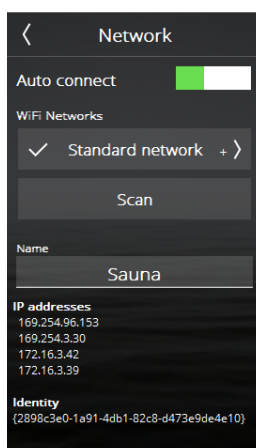 Network
Auto connect
WiFi Networks
Standard network +
Scan
Name
Sauna
IP addresses
169.254.96.153
169.254.3.30
172.16.3.42
172.16.3.39
Identity
{2898c3e0-1a91-4db1-82c8-d473e9de4e10}